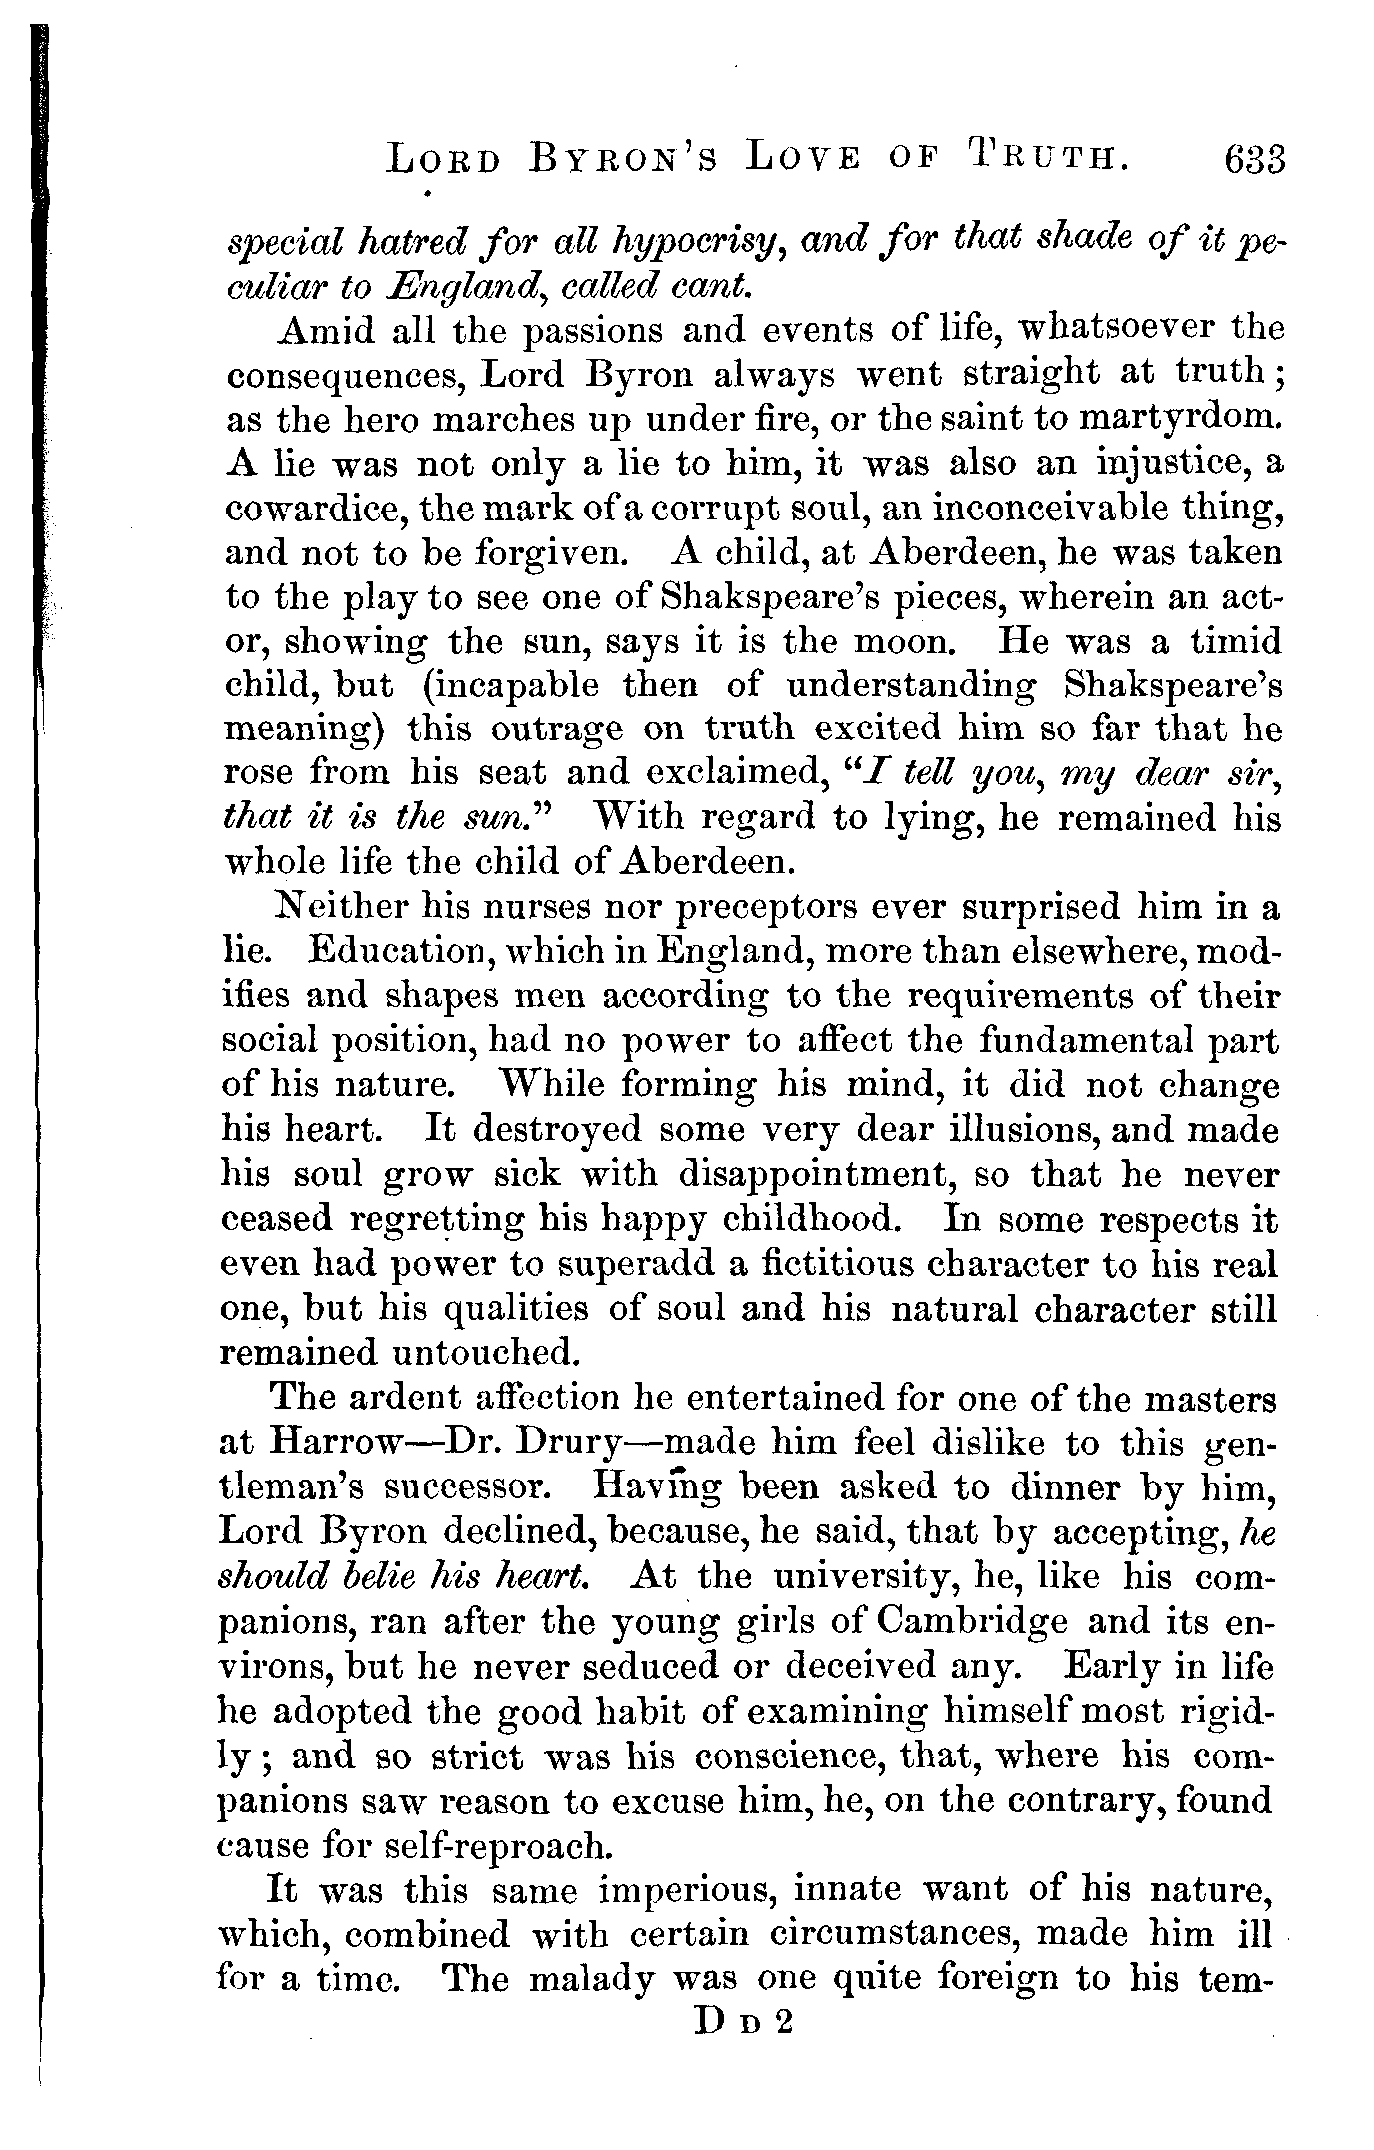 LORD BYRON'S LOVE OF TRUTH. 633
special hatred for all hypocrisy, and for that shade of it pe-
culiar to England, called cant.
Amid all the passions and events of life, whatsoever the
consequences, Lord Byron always went straight at truth;
as the hero marches up under fire, or the saint to martyrdom.
A lie was not only a lie to him, it was also an injustice, a
cowardice, the mark of a corrupt soul, an inconceivable thing,
and not to be forgiven. A child, at Aberdeen, he was taken
to the play to see one of Shakspeare's pieces, wherein an act-
or, showing the sun, says it is the moon. He was a timid
child, but (incapable then of understanding Shakspeare's
meaning) this outrage on truth excited him so far that he
rose from his seat and exclaimed, "I tell you, my dear sir,
that it is the sun." With regard to lying, he remained his
whole life the child of Aberdeen.
Neither his nurses nor preceptors ever surprised him in a
lie. Education, which in England, more than elsewhere, mod-
ifies and shapes men according to the requirements of their
social position, had no power to affect the fundamental part
of his nature. While forming his mind, it did not change
his heart. It destroyed some very dear illusions, and made
his soul grow sick with disappointment, so that he never
ceased regretting his happy childhood. In some respects it
even had power to superadd a fictitious character to his real
one, but his qualities of soul and his natural character still
remained untouched.
The ardent affection he entertained for one of the masters
at Harrow—Dr. Drury—made him feel dislike to this gen-
tleman's successor. Having been asked to dinner by him,
Lord Byron declined, because, he said, that by accepting, he
should belie his heart. At the university, he, like his com-
panions, ran after the young girls of Cambridge and its en-
virons, but he never seduced or deceived any. Early in life
he adopted the good habit of examining himself most rigid-
ly; and so strict was his conscience, that, where his com-
panions saw reason to excuse him, he, on the contrary, found
cause for self-reproach.
It was this same imperious, innate want of his nature,
which, combined with certain circumstances, made him ill
for a time. The malady was one quite foreign to his tem-
D D 2